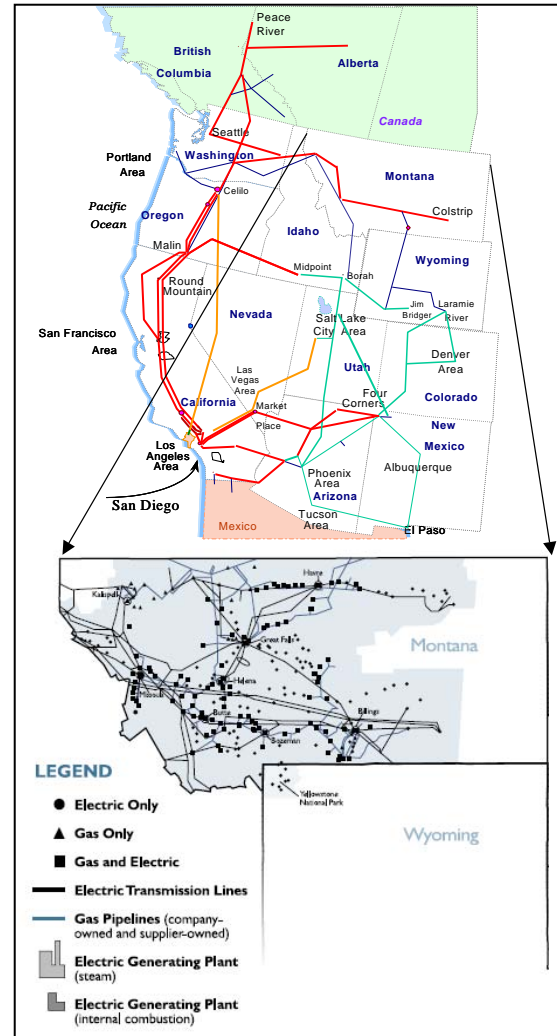 Peace
River
British
Columbia
Alberta
Canada
Seattle
Portland
Area
Washington
Montana
Pacific
Ocean
Celilo
Oregon
Colstrip
Idaho
Malin
Wyoming
Midpoint
Borah
Round
Mountain
Jim
Bridger
Laramie
River
Nevada
Salt Lake
City Area
San Francisco
Area
Denver
Area
Utah
Las
Vegas
Area
Four
Corners
Colorado
California
Market
Place
New
Mexico
Los
Angeles
Area
Phoenix
Area
Albuquerque
Arizona
San Diego
Tucson
Area
Mexico
El Paso
Havre
Kalispell
Great Falls
Montana
Helena
Missoula
Butte
Billings
Bozeman
LEGEND
Yellowstone
National Park
Electric Only
Gas Only
Wyoming
Gas and Electric
Electric Transmission Lines
Gas Pipelines (company-
owned and supplier-owned)
Electric Generating Plant
(steam)
Electric Generating Plant
(internal combustion)